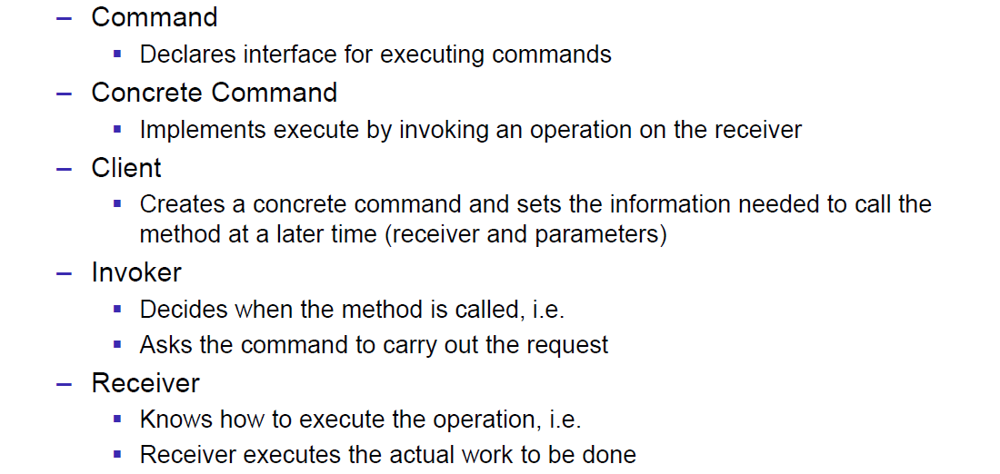 – Command
▪ Declares interface for executing commands
– Concrete Command
▪ Implements execute by invoking an operation on the receiver
– Client
▪ Creates a concrete command and sets the information needed to call the
method at a later time (receiver and parameters)
– Invoker
▪ Decides when the method is called, i.e.
▪ Asks the command to carry out the request
– Receiver
▪ Knows how to execute the operation, i.e.
▪ Receiver executes the actual work to be done